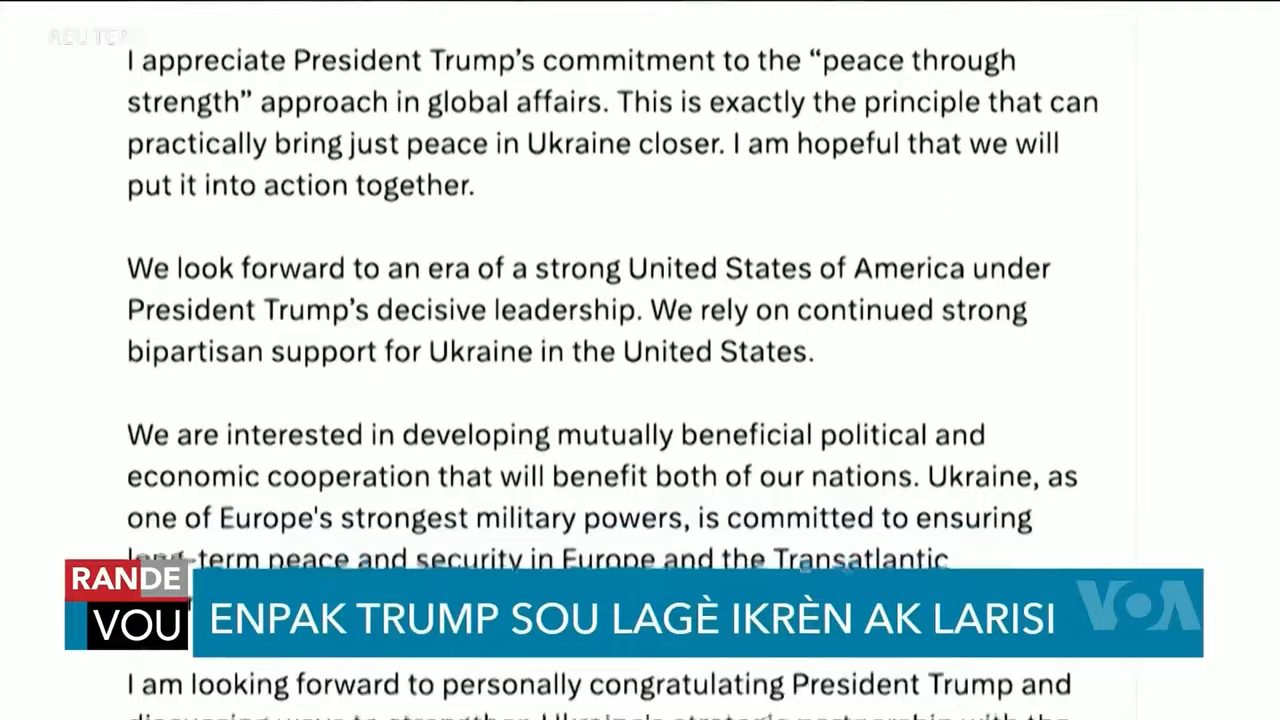 REUTERS
I appreciate President Trump’s commitment to the “peace through
strength” approach in global affairs. This is exactly the principle that can
practically bring just peace in Ukraine closer. I am hopeful that we will
put it into action together.
We look forward to an era of a strong United States of America under
President Trump’s decisive leadership. We rely on continued strong
bipartisan support for Ukraine in the United States.
We are interested in developing mutually beneficial political and
economic cooperation that will benefit both of our nations. Ukraine, as
one of Europe's strongest military powers, is committed to ensuring
long-term peace and security in Europe and the Transatlantic
RANDE
VOU
ENPAK TRUMP SOU LAGÈ IKRÈN AK LARISI
VOA
I am looking forward to personally congratulating President Trump and